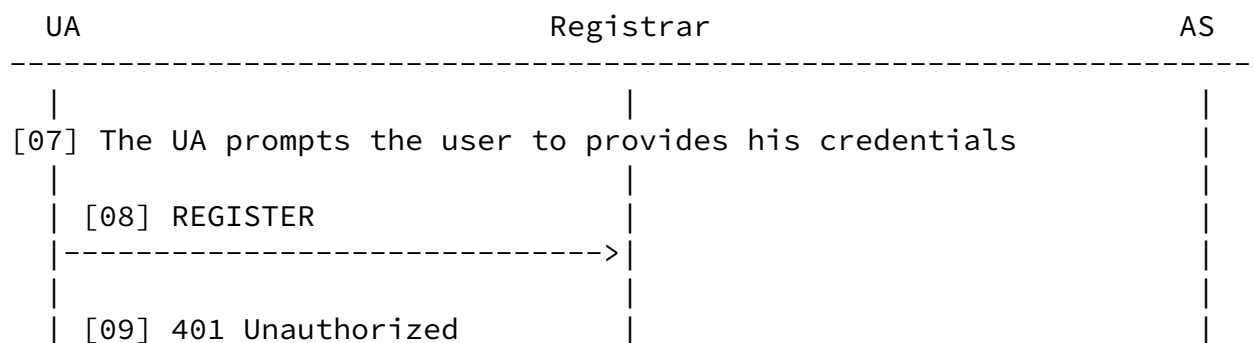 UA                            Registrar                               AS
---------------------------------------------------------------------
  |                                |                                |
[07] The UA prompts the user to provides his credentials           |
  |                                |                                |
  | [08] REGISTER                  |                                |
  |------------------------------>|                                |
  |                                |                                |
  | [09] 401 Unauthorized          |                                |